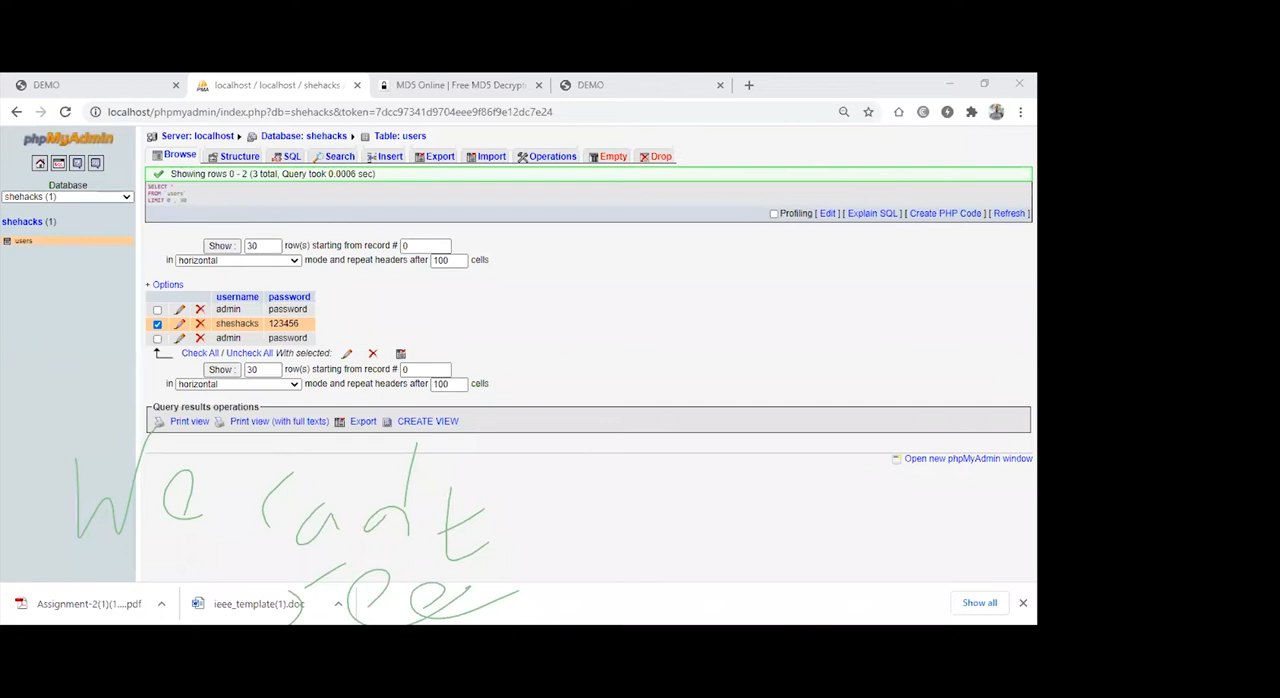 DEMO
localhost / localhost / shehacks /
MD5 Online | Free MD5 Decrypt
DEMO
localhost/phpmyadmin/index.php?db=shehacks&token=7dcc97341d9704eee9f86f9e12dc7e24
phpMyAdmin
Server: localhost Database: shehacks Table: users
Browse Structure SQL Search Insert Export Import Operations Empty Drop
Database
shehacks (1)
shehacks (1)
users
Showing rows 0 - 2 (3 total, Query took 0.0006 sec)
SELECT *
FROM `users`
LIMIT 0 , 30
Profiling [ Edit ] [ Explain SQL ] [ Create PHP Code ] [ Refresh ]
Show : 30 row(s) starting from record # 0
in horizontal mode and repeat headers after 100 cells
+ Options
username password
admin password
sheshacks 123456
admin password
Check All / Uncheck All With selected:
Show : 30 row(s) starting from record # 0
in horizontal mode and repeat headers after 100 cells
Query results operations
Print view Print view (with full texts) Export CREATE VIEW
Open new phpMyAdmin window
We
see
Assignment-2(1)(1....pdf
ieee_template(1).doc
Show all